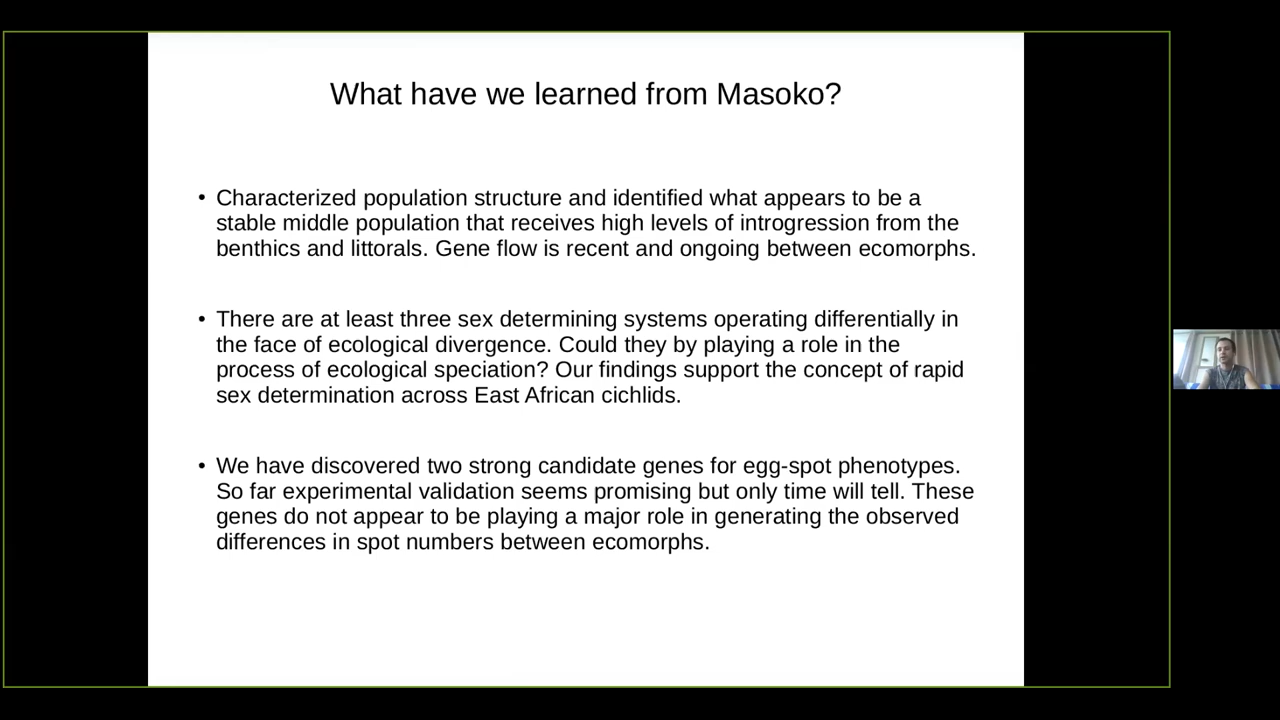 What have we learned from Masoko?
• Characterized population structure and identified what appears to be a
stable middle population that receives high levels of introgression from the
benthics and littorals. Gene flow is recent and ongoing between ecomorphs.
• There are at least three sex determining systems operating differentially in
the face of ecological divergence. Could they by playing a role in the
process of ecological speciation? Our findings support the concept of rapid
sex determination across East African cichlids.
• We have discovered two strong candidate genes for egg-spot phenotypes.
So far experimental validation seems promising but only time will tell. These
genes do not appear to be playing a major role in generating the observed
differences in spot numbers between ecomorphs.